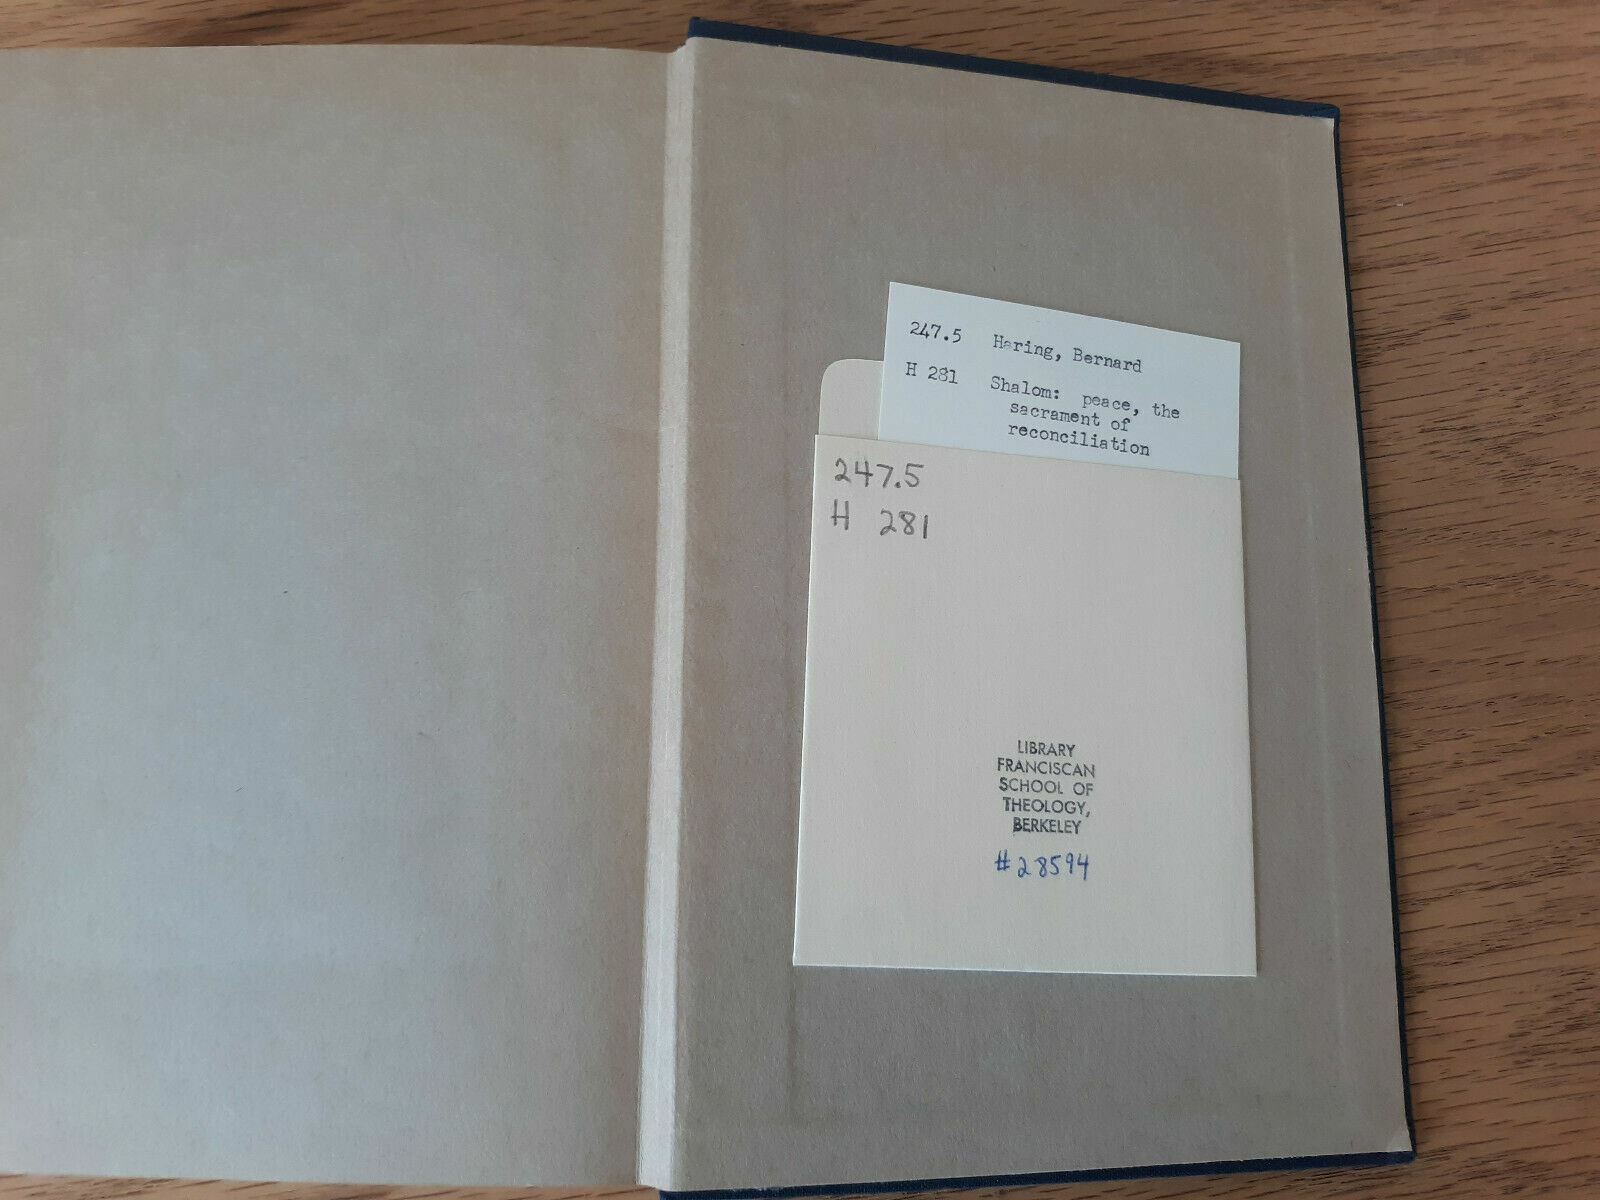 247.5 Haring, Bernard
H 281 Shalom: peace, the
sacrament of
reconciliation
247.5
H 281
LIBRARY
FRANCISCAN
SCHOOL OF
THEOLOGY,
BERKELEY
#28594